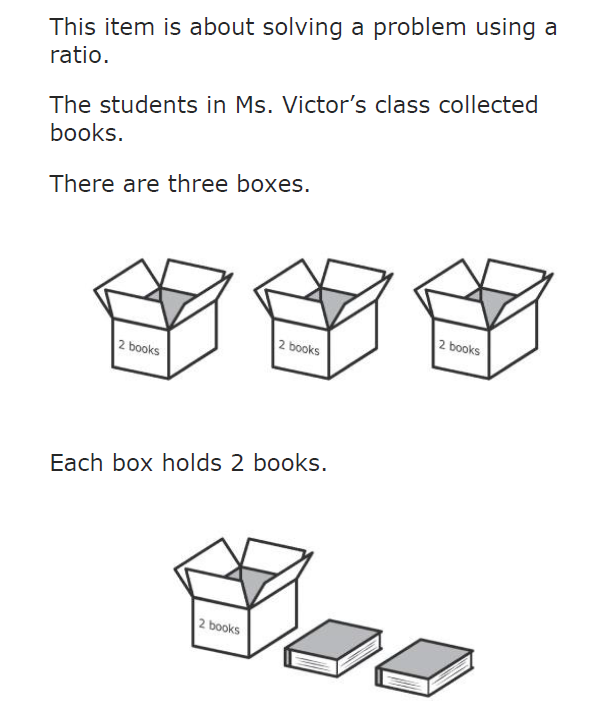 This item is about solving a problem using a
ratio.
The students in Ms. Victor’s class collected
books.
There are three boxes.
2 books
2 books
2 books
Each box holds 2 books.
2 books